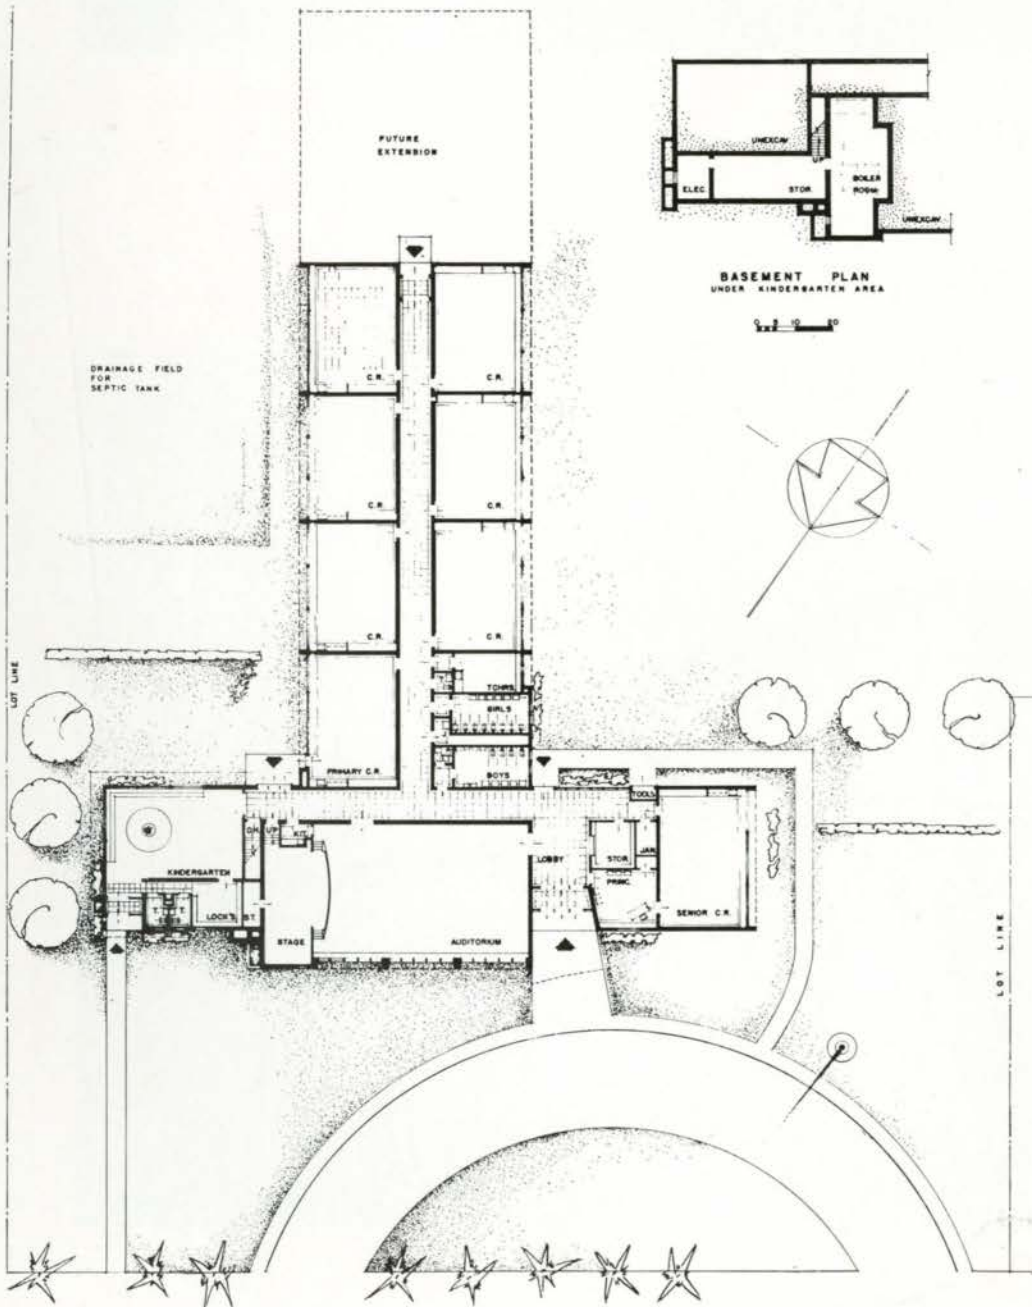 FUTURE
EXTENSION
UNEXCAV
UP
ELEC.
STOR.
BOILER
ROOM
UNEXCAV
BASEMENT PLAN
UNDER KINDERGARTEN AREA
0 5 10 20
DRAINAGE FIELD
FOR
SEPTIC TANK
C.R.
C.R.
C.R.
C.R.
C.R.
C.R.
LOT LINE
TCHRS.
GIRLS
PRIMARY C.R.
BOYS
TOOLS
UP
KIT.
LOBBY
STOR.
JAN.
KINDERGARTEN
PRINC.
T.
T.
LOCK'S
ST.
SENIOR C.R.
STAGE
AUDITORIUM
LOT LINE